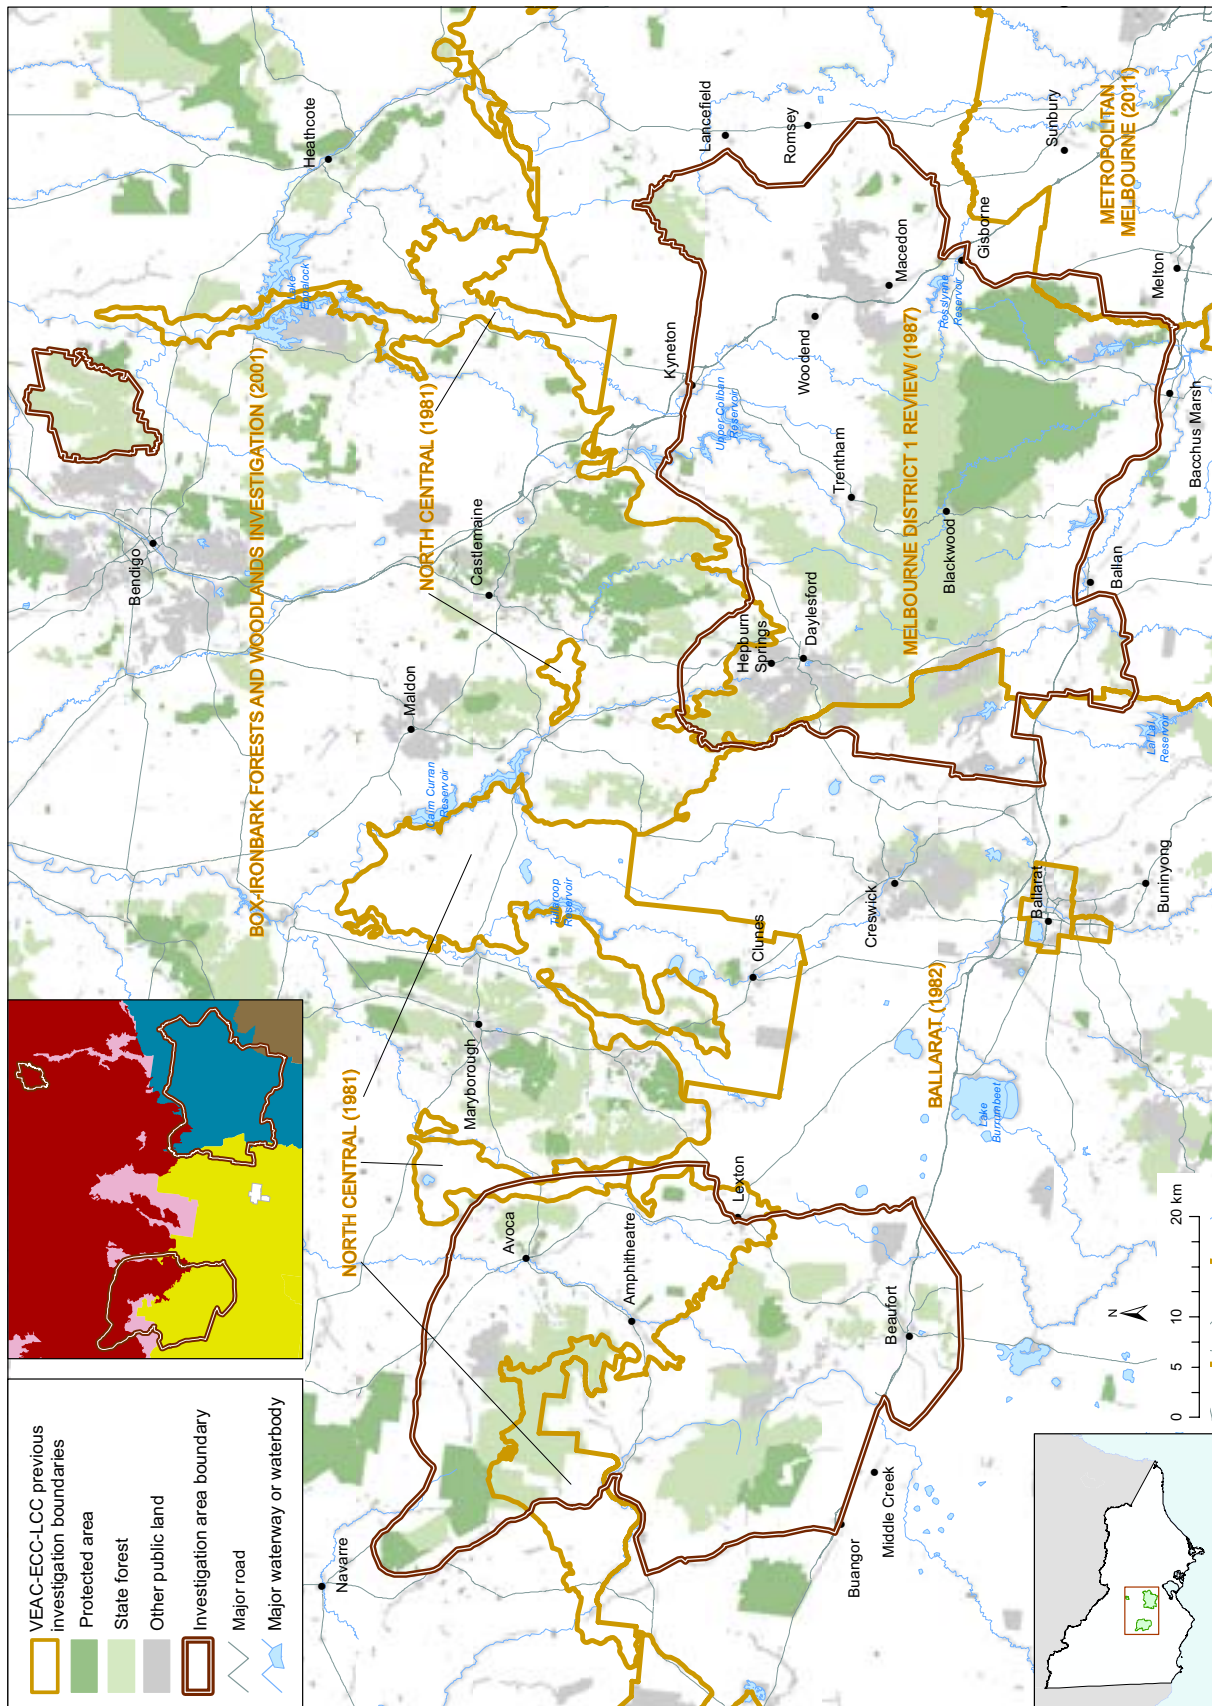 VEAC-ECC-LCC previous
investigation boundaries
Protected area
State forest
Other public land
Investigation area boundary
Major road
Major waterway or waterbody
Navarre
NORTH CENTRAL (1981)
Avoca
Amphitheatre
Lexton
Beaufort
Buangor
Middle Creek
Maryborough
Clunes
Tullaroop
Reservoir
Cairn Curran
Reservoir
Creswick
BALLARAT (1982)
Lake
Burrumbeet
Ballarat
Buninyong
BOX-IRONBARK FORESTS AND WOODLANDS INVESTIGATION (2001)
Bendigo
Maldon
Castlemaine
NORTH CENTRAL (1981)
Lake
Eppalock
Heathcote
Hepburn
Springs
Daylesford
Kyneton
Upper Coliban
Reservoir
Trentham
Woodend
Macedon
Lancefield
Romsey
MELBOURNE DISTRICT 1 REVIEW (1987)
Blackwood
Rosslynne
Reservoir
Gisborne
Sunbury
METROPOLITAN
MELBOURNE (2011)
Melton
Bacchus Marsh
Ballan
Lal Lal
Reservoir
N
0 5 10 20 km